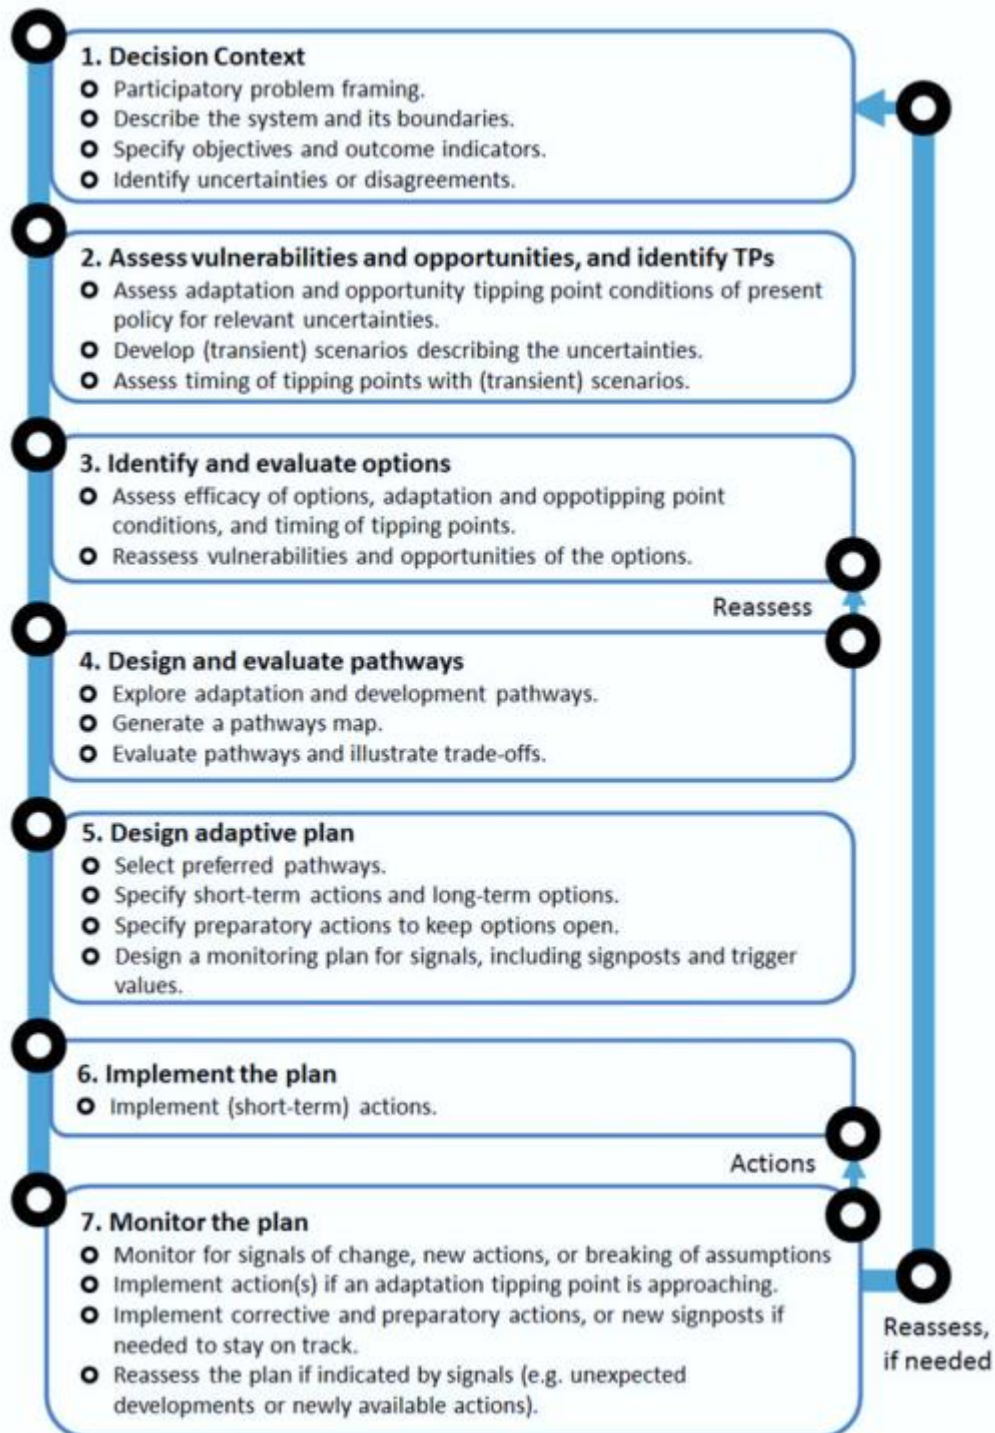 1. Decision Context
Participatory problem framing.
Describe the system and its boundaries.
Specify objectives and outcome indicators.
Identify uncertainties or disagreements.
2. Assess vulnerabilities and opportunities, and identify TPs
Assess adaptation and opportunity tipping point conditions of present
policy for relevant uncertainties.
Develop (transient) scenarios describing the uncertainties.
Assess timing of tipping points with (transient) scenarios.
3. Identify and evaluate options
Assess efficacy of options, adaptation and oppotipping point
conditions, and timing of tipping points.
Reassess vulnerabilities and opportunities of the options.
Reassess
4. Design and evaluate pathways
Explore adaptation and development pathways.
Generate a pathways map.
Evaluate pathways and illustrate trade-offs.
5. Design adaptive plan
Select preferred pathways.
Specify short-term actions and long-term options.
Specify preparatory actions to keep options open.
Design a monitoring plan for signals, including signposts and trigger
values.
6. Implement the plan
Implement (short-term) actions.
Actions
7. Monitor the plan
Monitor for signals of change, new actions, or breaking of assumptions
Implement action(s) if an adaptation tipping point is approaching.
Implement corrective and preparatory actions, or new signposts if
needed to stay on track.
Reassess the plan if indicated by signals (e.g. unexpected
developments or newly available actions).
Reassess,
if needed